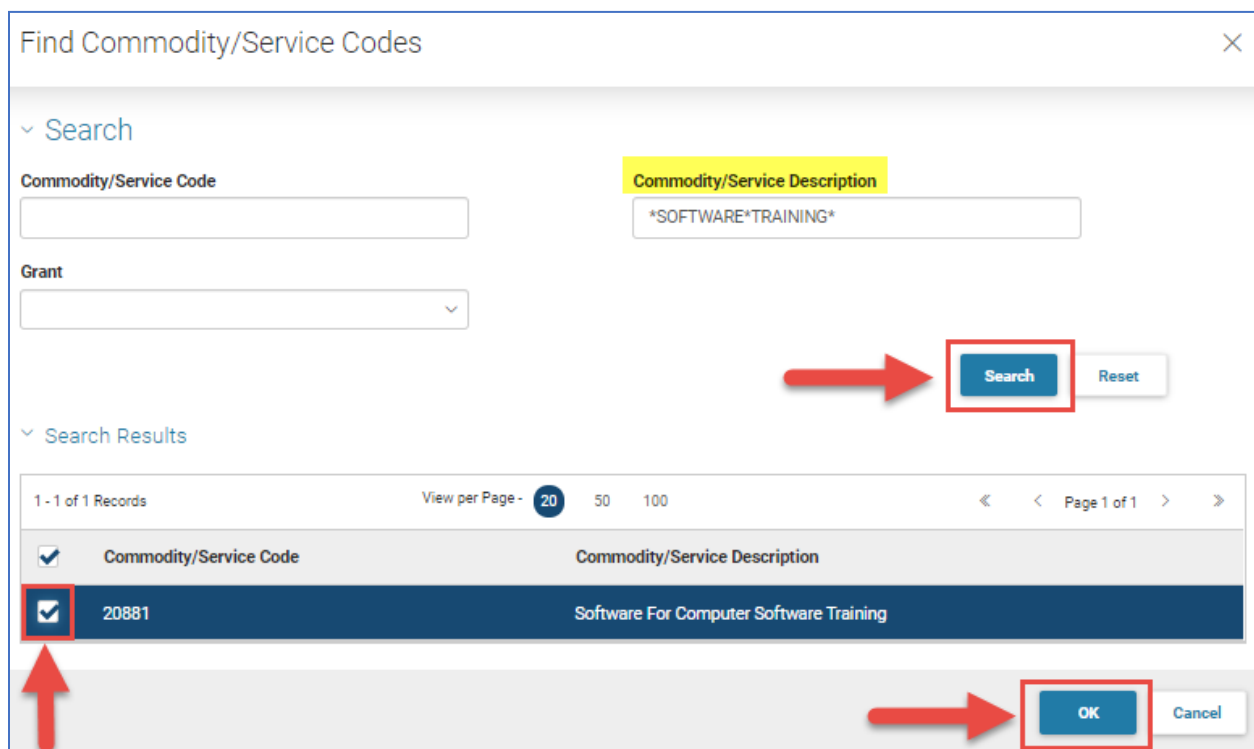 Find Commodity/Service Codes
Search
Commodity/Service Code
Commodity/Service Description
*SOFTWARE*TRAINING*
Grant
Search Reset
Search Results
1 - 1 of 1 Records View per Page - 20 50 100 « < Page 1 of 1 > »
Commodity/Service Code Commodity/Service Description
20881 Software For Computer Software Training
OK Cancel